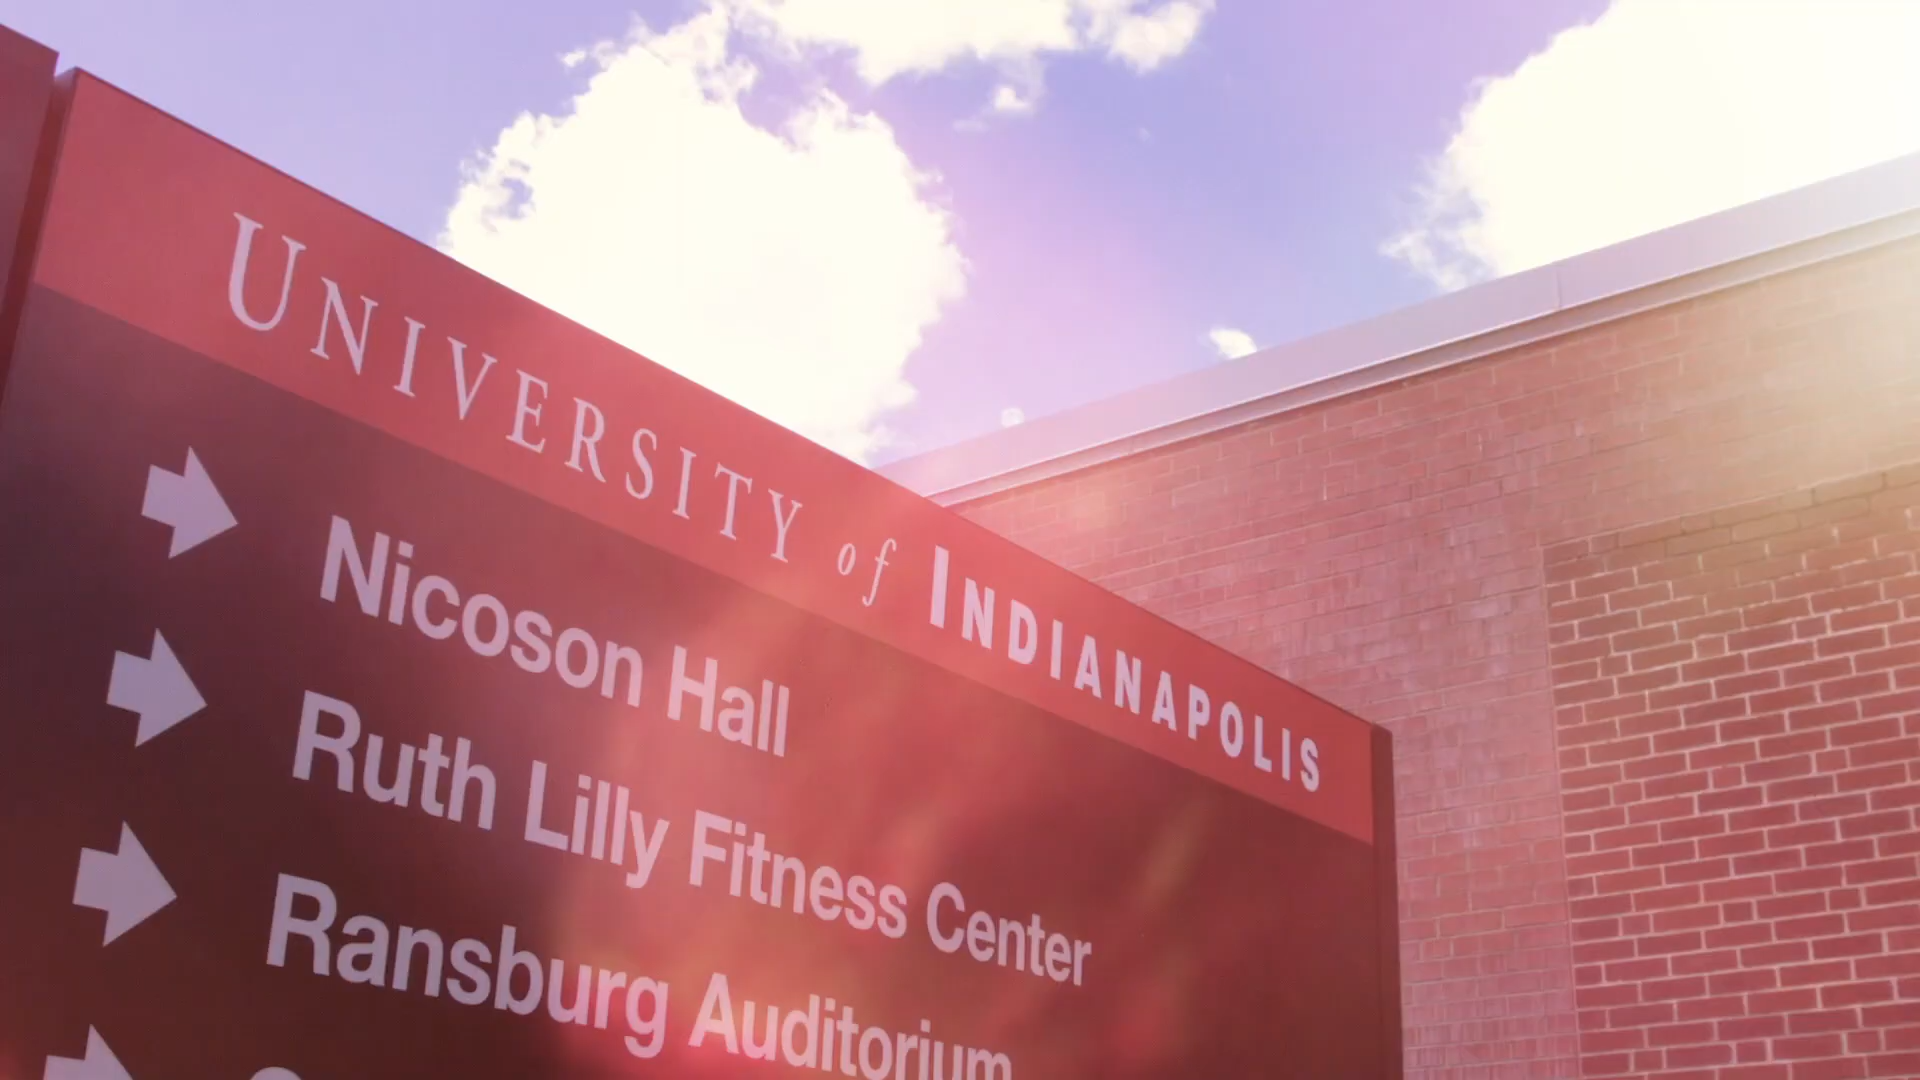 UNIVERSITY of INDIANAPOLIS
Nicoson Hall
Ruth Lilly Fitness Center
Ransburg Auditorium